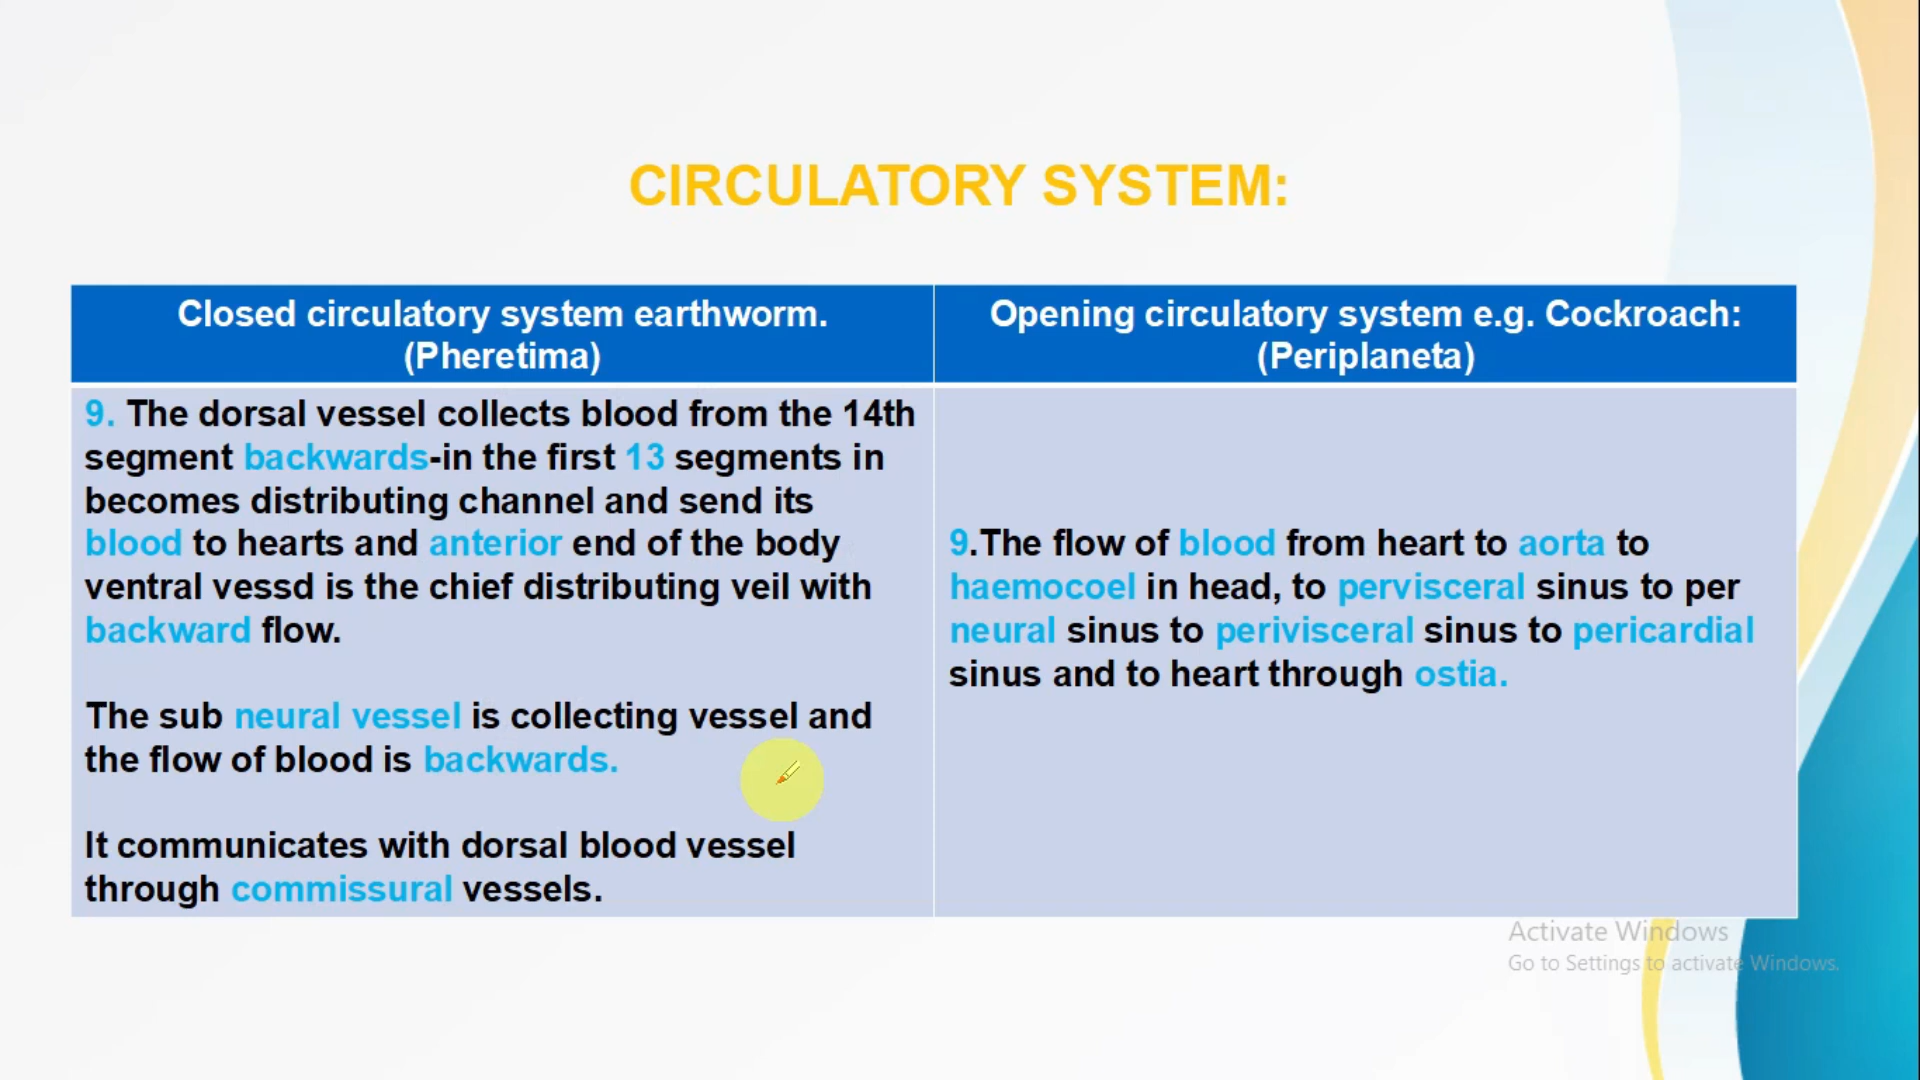 CIRCULATORY SYSTEM:
Closed circulatory system earthworm.
(Pheretima)
Opening circulatory system e.g. Cockroach:
(Periplaneta)
9. The dorsal vessel collects blood from the 14th
segment backwards-in the first 13 segments in
becomes distributing channel and send its
blood to hearts and anterior end of the body
ventral vessd is the chief distributing veil with
backward flow.
The sub neural vessel is collecting vessel and
the flow of blood is backwards.
It communicates with dorsal blood vessel
through commissural vessels.
9.The flow of blood from heart to aorta to
haemocoel in head, to pervisceral sinus to per
neural sinus to perivisceral sinus to pericardial
sinus and to heart through ostia.
Activate Windows
Go to Settings to activate Windows.